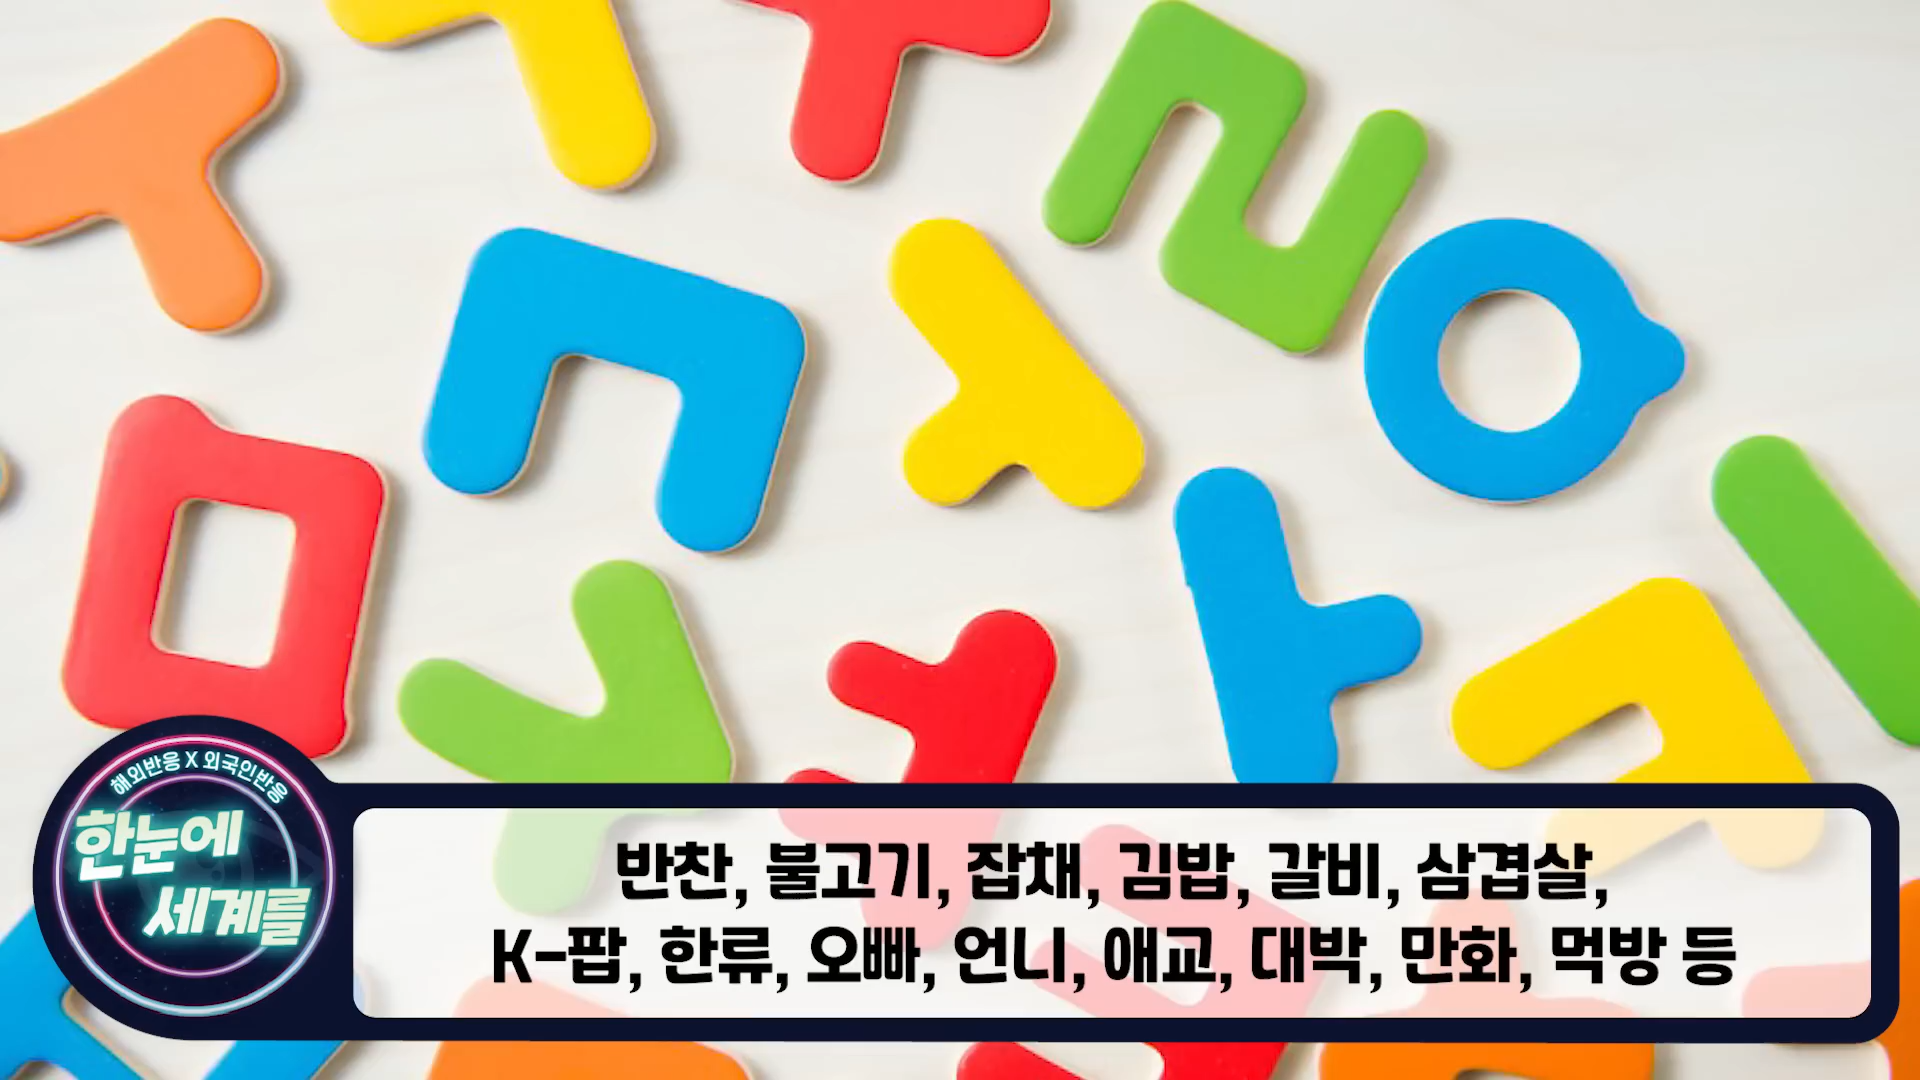 해외반응 X 외국인반응
한눈에
세계를
반찬, 불고기, 잡채, 김밥, 갈비, 삼겹살,
K-팝, 한류, 오빠, 언니, 애교, 대박, 만화, 먹방 등